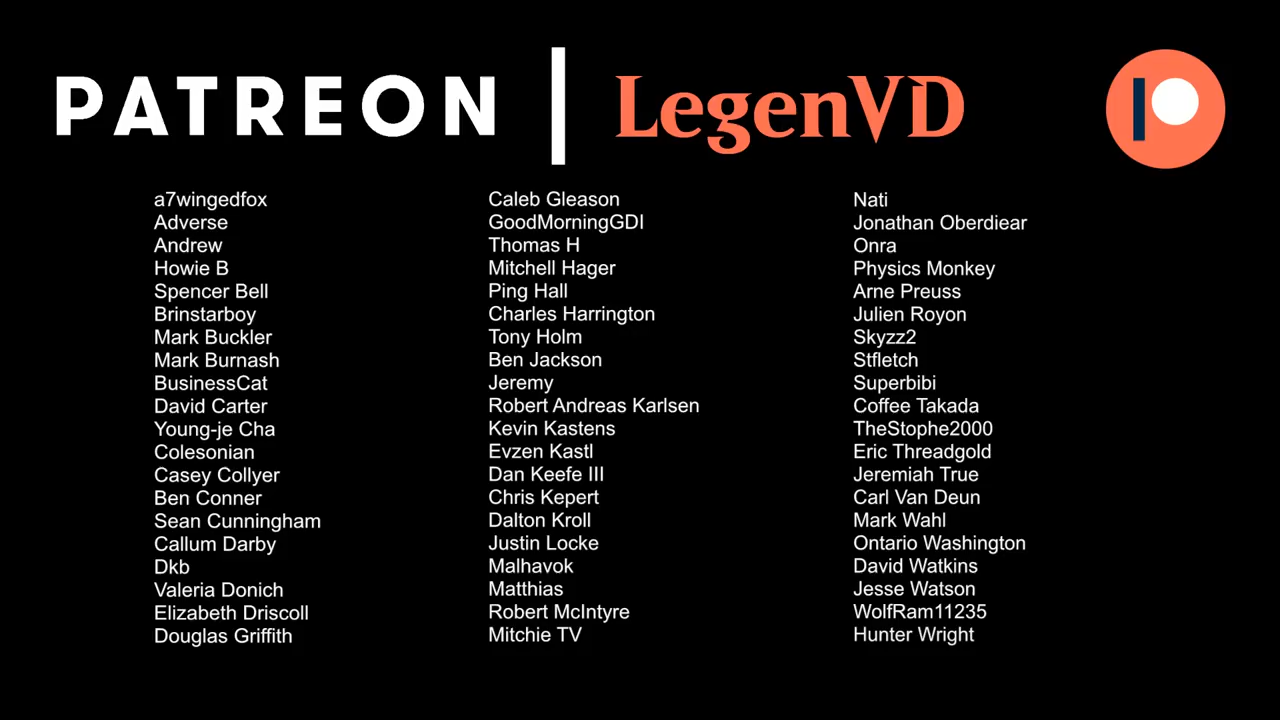 PATREON | LegenVD
a7wingedfox
Adverse
Andrew
Howie B
Spencer Bell
Brinstarboy
Mark Buckler
Mark Burnash
BusinessCat
David Carter
Young-je Cha
Colesonian
Casey Collyer
Ben Conner
Sean Cunningham
Callum Darby
Dkb
Valeria Donich
Elizabeth Driscoll
Douglas Griffith
Caleb Gleason
GoodMorningGDI
Thomas H
Mitchell Hager
Ping Hall
Charles Harrington
Tony Holm
Ben Jackson
Jeremy
Robert Andreas Karlsen
Kevin Kastens
Evzen Kastl
Dan Keefe III
Chris Kepert
Dalton Kroll
Justin Locke
Malhavok
Matthias
Robert McIntyre
Mitchie TV
Nati
Jonathan Oberdiear
Onra
Physics Monkey
Arne Preuss
Julien Royon
Skyzz2
Stfletch
Superbibi
Coffee Takada
TheStophe2000
Eric Threadgold
Jeremiah True
Carl Van Deun
Mark Wahl
Ontario Washington
David Watkins
Jesse Watson
WolfRam11235
Hunter Wright